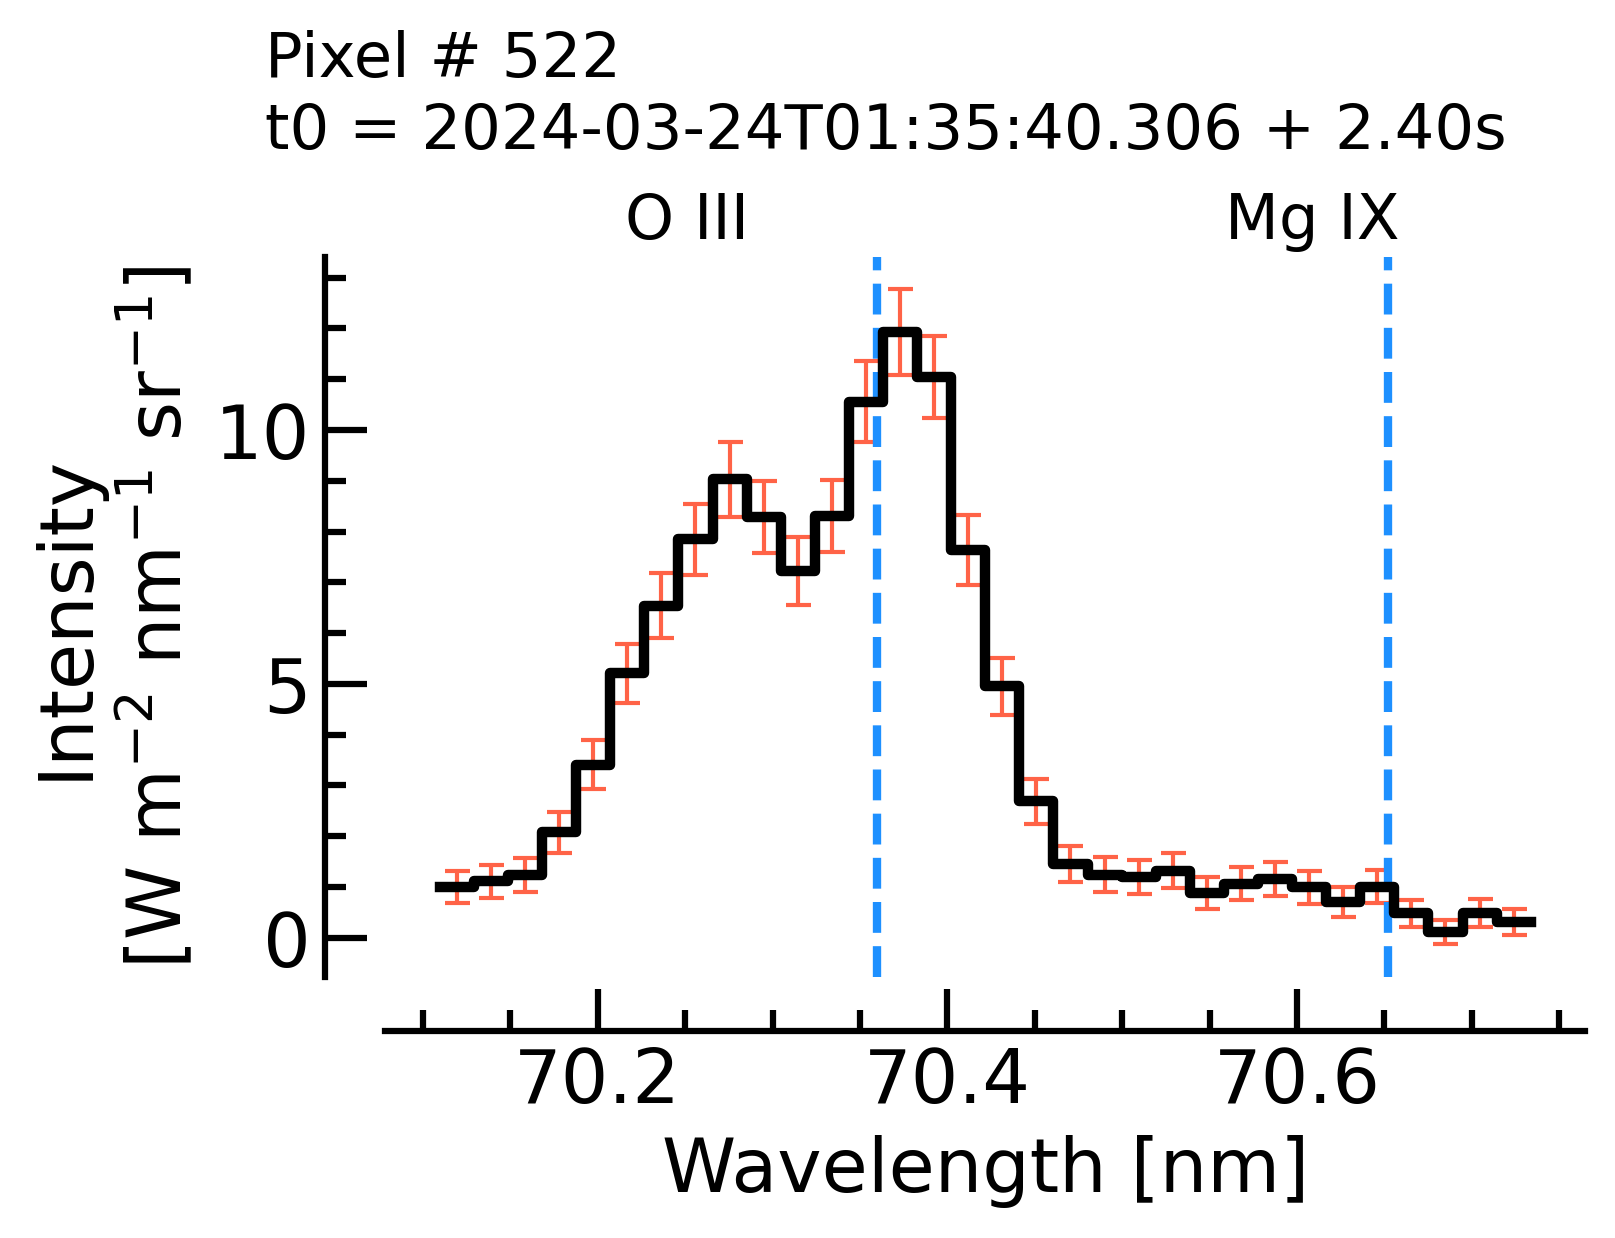 Pixel # 522
t0 = 2024-03-24T01:35:40.306 + 2.40s
O III
Mg IX
Intensity
[W m⁻² nm⁻¹ sr⁻¹]
10
5
0
70.2
70.4
70.6
Wavelength [nm]